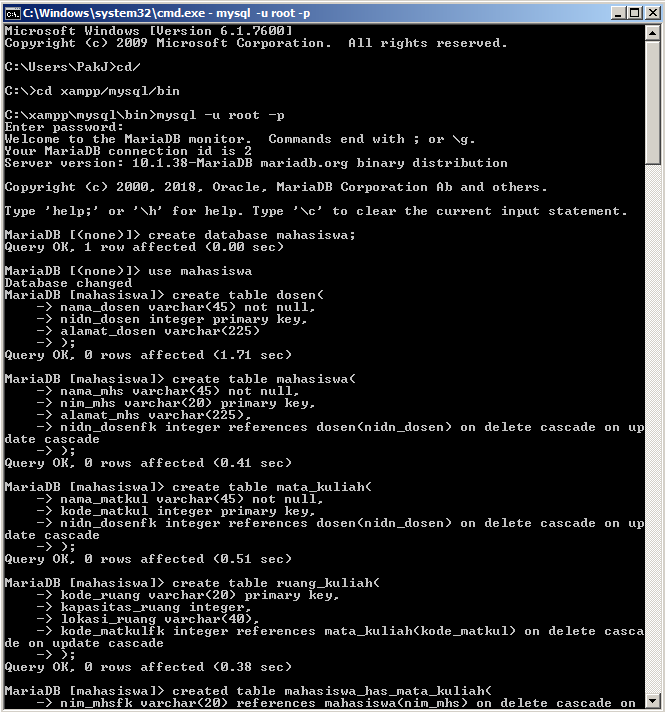 C:\Windows\system32\cmd.exe - mysql -u root -p
Microsoft Windows [Version 6.1.7600]
Copyright (c) 2009 Microsoft Corporation.  All rights reserved.
C:\Users\PakJ>cd/
C:\>cd xampp/mysql/bin
C:\xampp\mysql\bin>mysql -u root -p
Enter password:
Welcome to the MariaDB monitor.  Commands end with ; or \g.
Your MariaDB connection id is 2
Server version: 10.1.38-MariaDB mariadb.org binary distribution
Copyright (c) 2000, 2018, Oracle, MariaDB Corporation Ab and others.
Type 'help;' or '\h' for help. Type '\c' to clear the current input statement.
MariaDB [(none)]> create database mahasiswa;
Query OK, 1 row affected (0.00 sec)
MariaDB [(none)]> use mahasiswa
Database changed
MariaDB [mahasiswa]> create table dosen(
    -> nama_dosen varchar(45) not null,
    -> nidn_dosen integer primary key,
    -> alamat_dosen varchar(225)
    -> );
Query OK, 0 rows affected (1.71 sec)
MariaDB [mahasiswa]> create table mahasiswa(
    -> nama_mhs varchar(45) not null,
    -> nim_mhs varchar(20) primary key,
    -> alamat_mhs varchar(225),
    -> nidn_dosenfk integer references dosen(nidn_dosen) on delete cascade on up
date cascade
    -> );
Query OK, 0 rows affected (0.41 sec)
MariaDB [mahasiswa]> create table mata_kuliah(
    -> nama_matkul varchar(45) not null,
    -> kode_matkul integer primary key,
    -> nidn_dosenfk integer references dosen(nidn_dosen) on delete cascade on up
date cascade
    -> );
Query OK, 0 rows affected (0.51 sec)
MariaDB [mahasiswa]> create table ruang_kuliah(
    -> kode_ruang varchar(20) primary key,
    -> kapasitas_ruang integer,
    -> lokasi_ruang varchar(40),
    -> kode_matkulfk integer references mata_kuliah(kode_matkul) on delete casca
de on update cascade
    -> );
Query OK, 0 rows affected (0.38 sec)
MariaDB [mahasiswa]> created table mahasiswa_has_mata_kuliah(
    -> nim_mhsfk varchar(20) references mahasiswa(nim_mhs) on delete cascade on